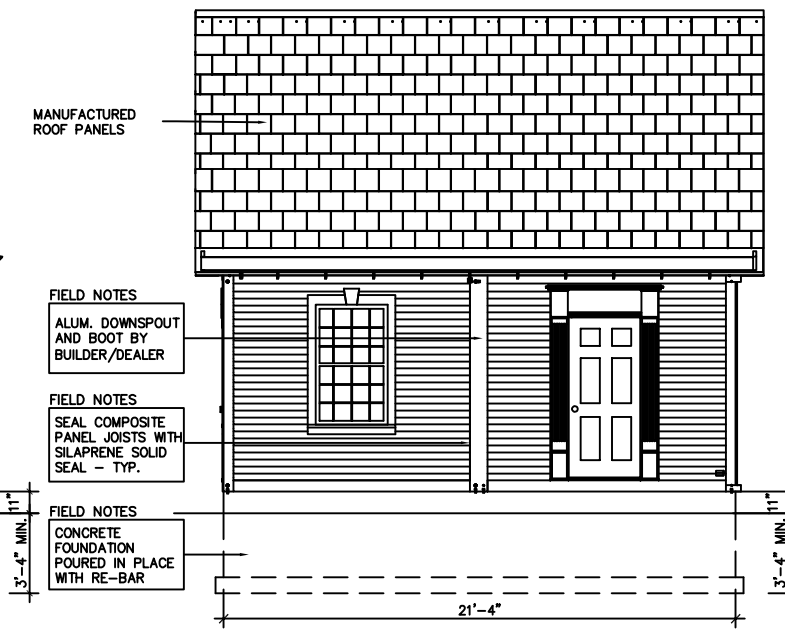 MANUFACTURED
ROOF PANELS
FIELD NOTES
ALUM. DOWNSPOUT
AND BOOT BY
BUILDER/DEALER
FIELD NOTES
SEAL COMPOSITE
PANEL JOISTS WITH
SILAPRENE SOLID
SEAL - TYP.
11"
3'-4" MIN.
FIELD NOTES
CONCRETE
FOUNDATION
POURED IN PLACE
WITH RE-BAR
11"
3'-4" MIN.
21'-4"